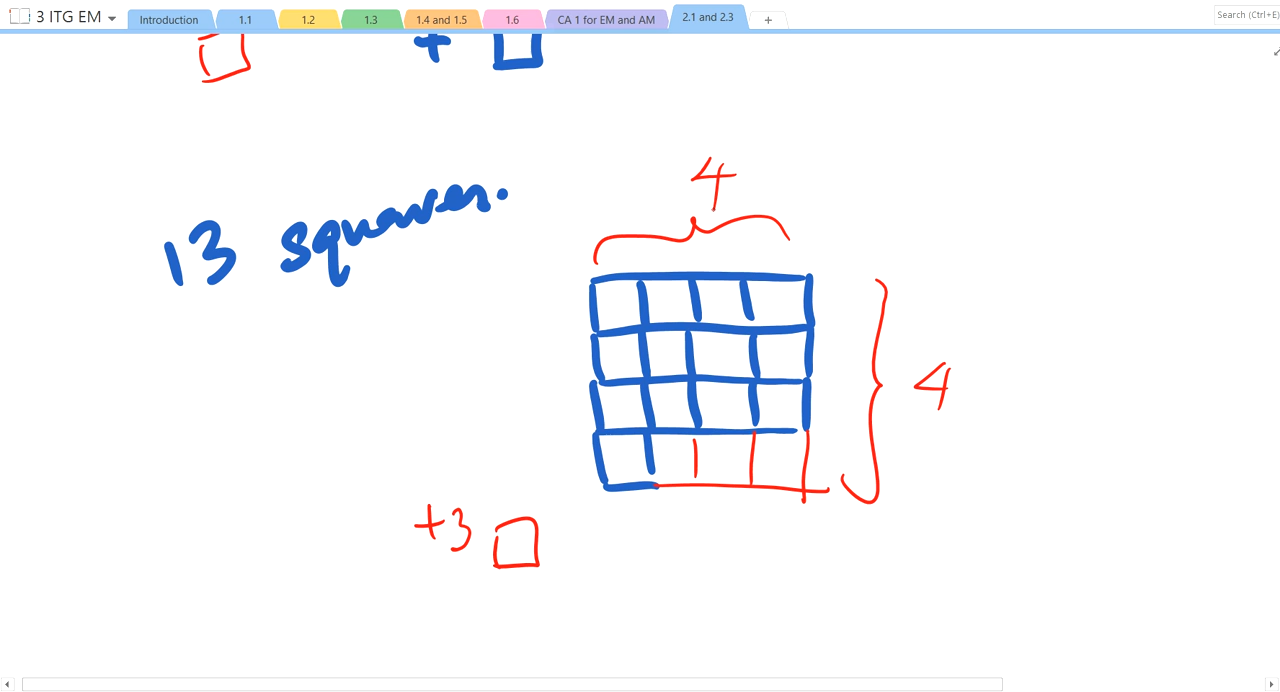 3 ITG EM
Introduction 1.1 1.2 1.3 1.4 and 1.5 1.6 CA 1 for EM and AM 2.1 and 2.3 +
Search (Ctrl+E)
+
4
13 squares.
4
+3